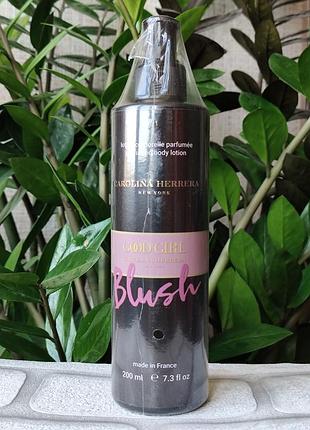 corporelle parfumée
body lotion
CAROLINA HERRERA
NEW YORK
GOOD GIRL
Blush
made in France
200 ml e 7.3 fl oz